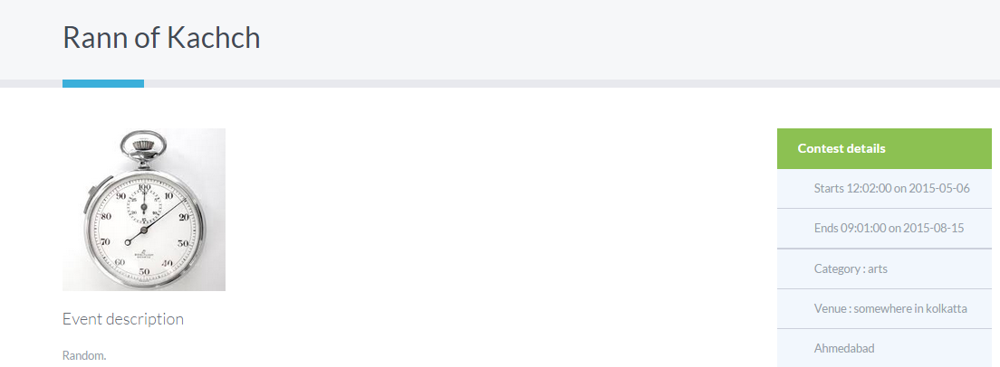 Rann of Kachch
Contest details
Starts 12:02:00 on 2015-05-06
Ends 09:01:00 on 2015-08-15
Category : arts
Venue : somewhere in kolkatta
Ahmedabad
100
90
10
80
20
70
30
60
40
50
Event description
Random.